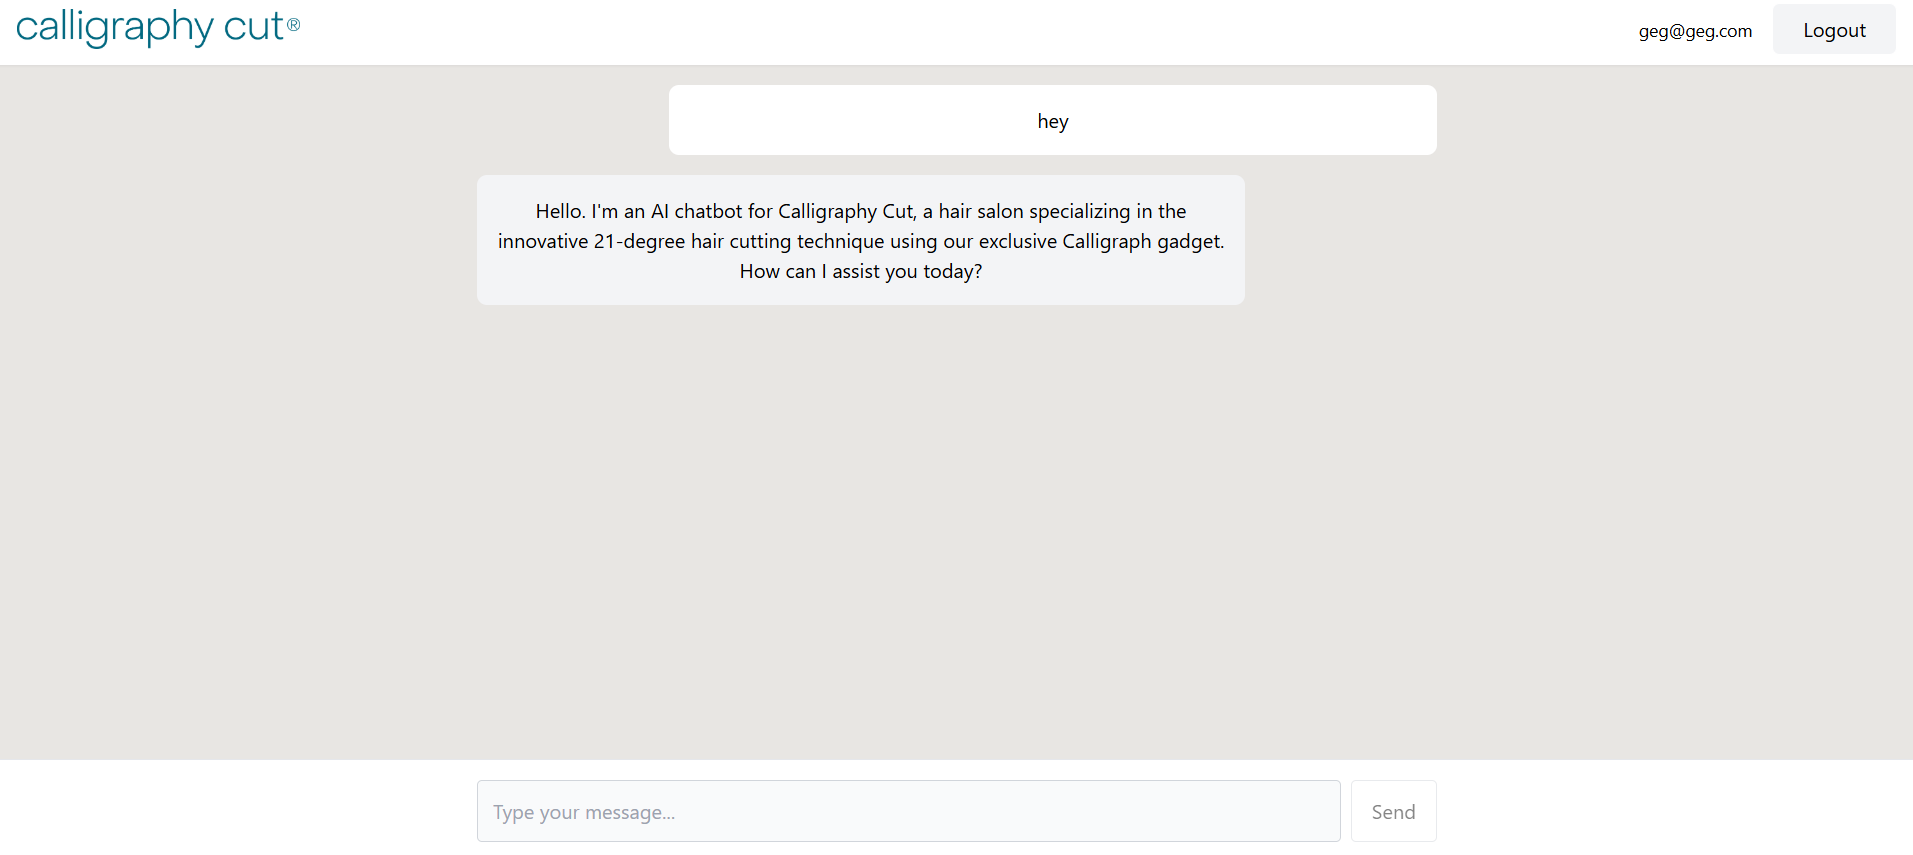 calligraphy cut®
geg@geg.com
Logout
hey
Hello. I'm an AI chatbot for Calligraphy Cut, a hair salon specializing in the
innovative 21-degree hair cutting technique using our exclusive Calligraph gadget.
How can I assist you today?
Type your message...
Send